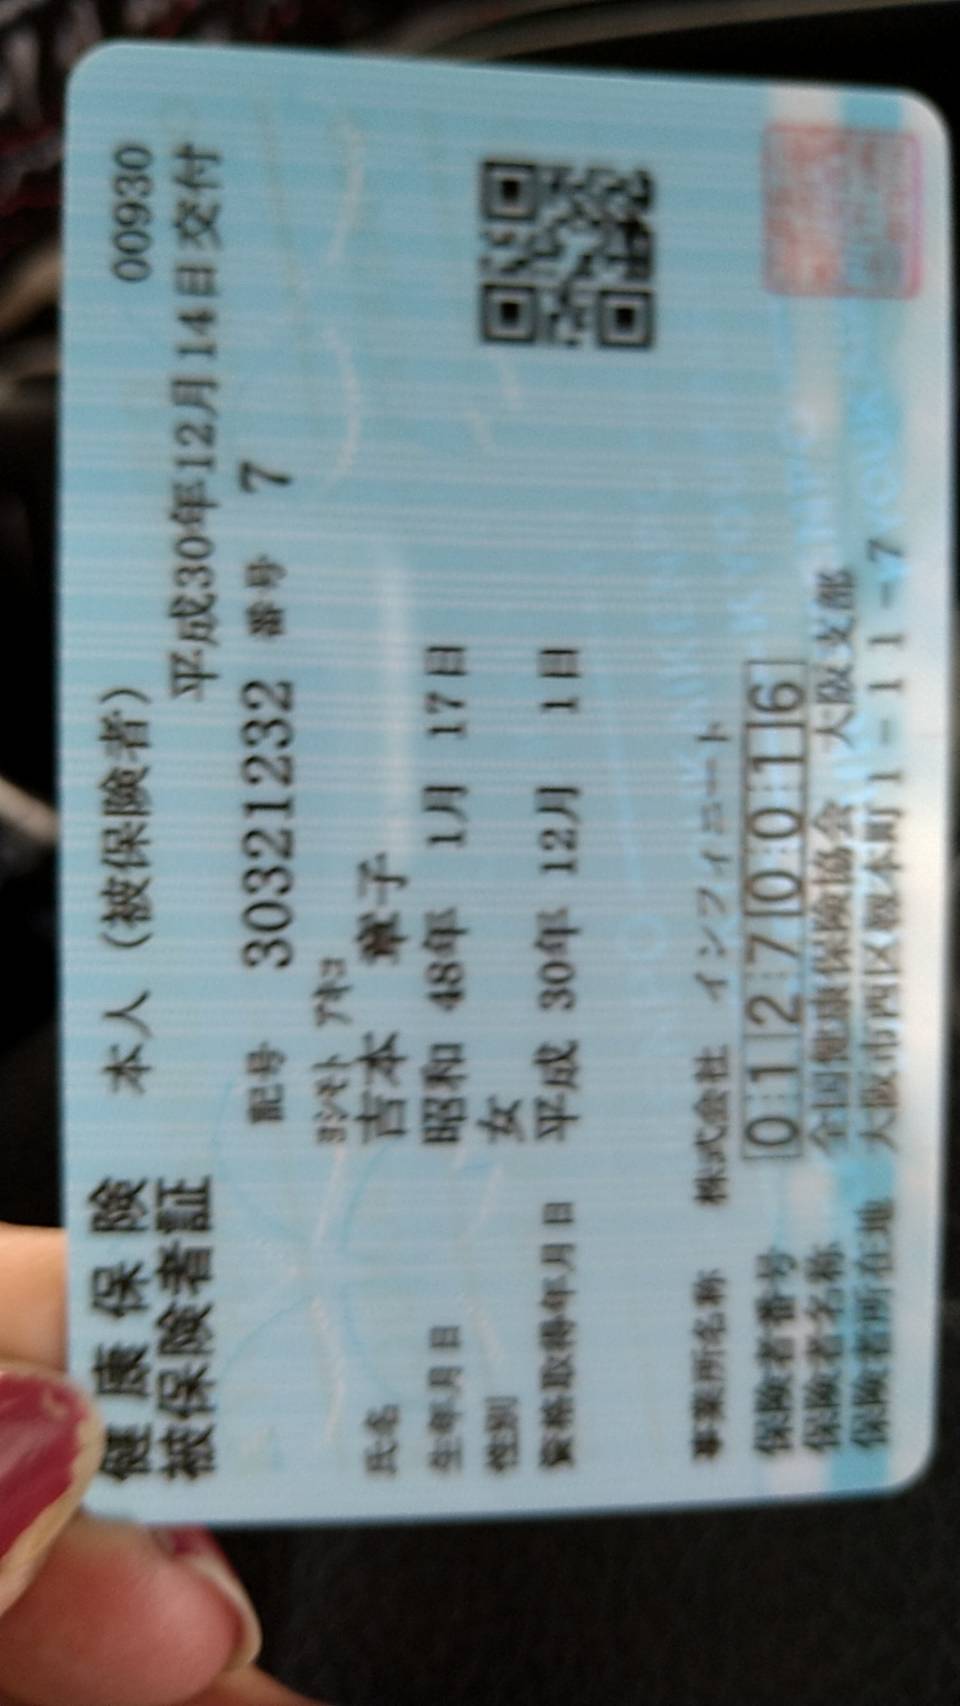 健康保険 本人（被保険者） 00930
被保険者証 平成30年12月14日交付
記号 30321232 番号 7
ﾖｼﾓﾄ ｱｷｺ
氏名 吉本 章子
生年月日 昭和 48年 1月 17日
性別 女
資格取得年月日 平成 30年 12月 1日
事業所名称 株式会社 インフィニート
保険者番号 01270016
保険者名称 全国健康保険協会 大阪支部
保険者所在地 大阪市西区靱本町1-11-7